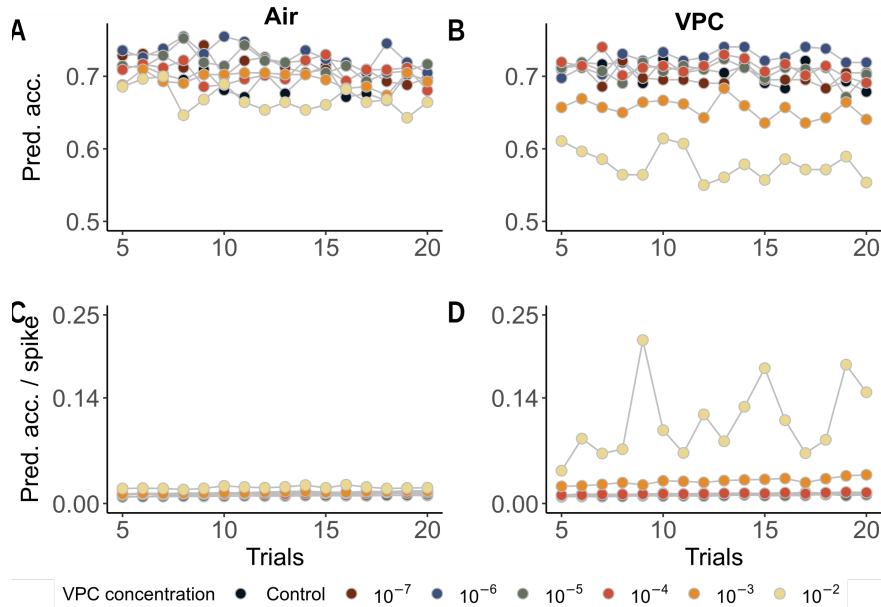 A Air B VPC
Pred. acc.
0.7 0.7
0.6 0.6
0.5 0.5
5 10 15 20 5 10 15 20
C D
Pred. acc. / spike
0.25 0.25
0.14 0.14
0.00 0.00
5 10 15 20 5 10 15 20
Trials Trials
VPC concentration Control 10⁻⁷ 10⁻⁶ 10⁻⁵ 10⁻⁴ 10⁻³ 10⁻²